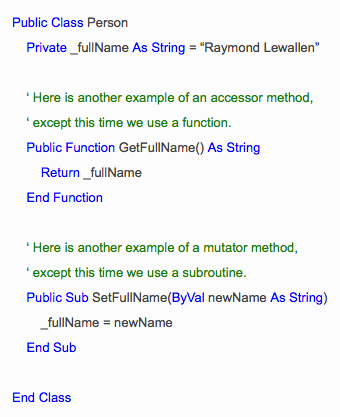 Public Class Person
Private _fullName As String = “Raymond Lewallen”
‘ Here is another example of an accessor method,
‘ except this time we use a function.
Public Function GetFullName() As String
Return _fullName
End Function
‘ Here is another example of a mutator method,
‘ except this time we use a subroutine.
Public Sub SetFullName(ByVal newName As String)
_fullName = newName
End Sub
End Class